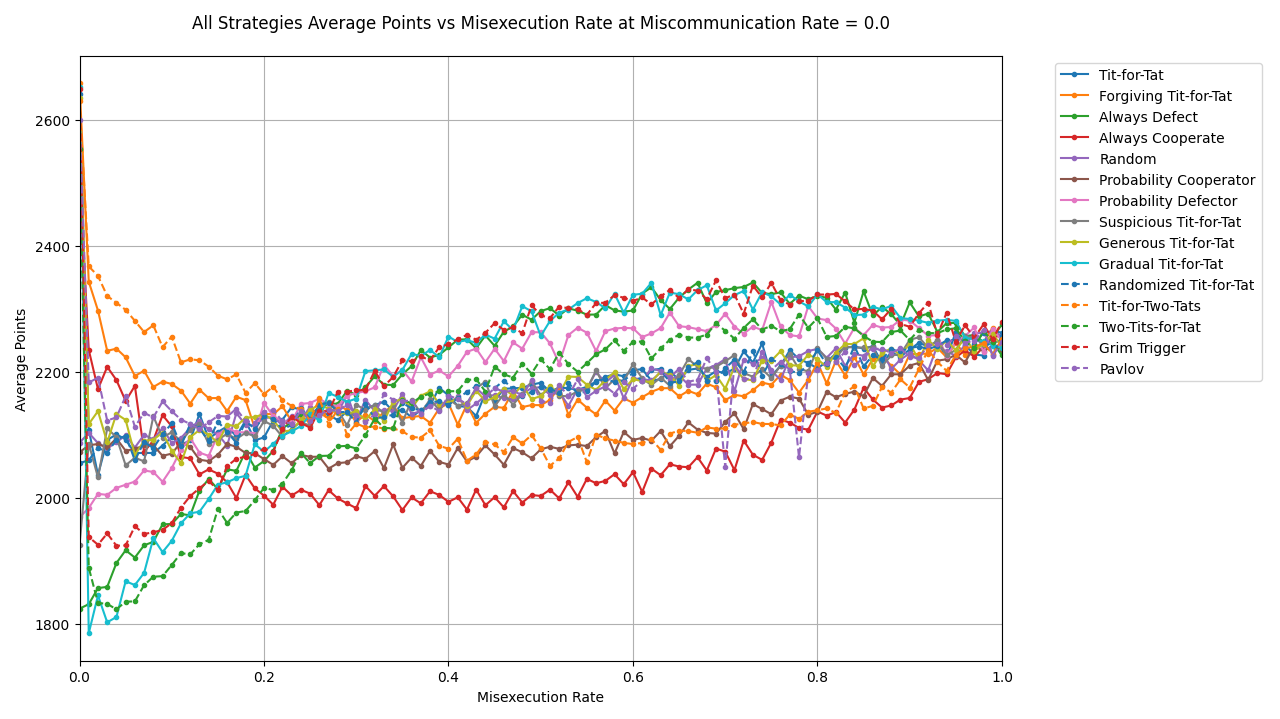 All Strategies Average Points vs Misexecution Rate at Miscommunication Rate = 0.0
Average Points
2600
2400
2200
2000
1800
0.0
0.2
0.4
0.6
0.8
1.0
Misexecution Rate
Tit-for-Tat
Forgiving Tit-for-Tat
Always Defect
Always Cooperate
Random
Probability Cooperator
Probability Defector
Suspicious Tit-for-Tat
Generous Tit-for-Tat
Gradual Tit-for-Tat
Randomized Tit-for-Tat
Tit-for-Two-Tats
Two-Tits-for-Tat
Grim Trigger
Pavlov